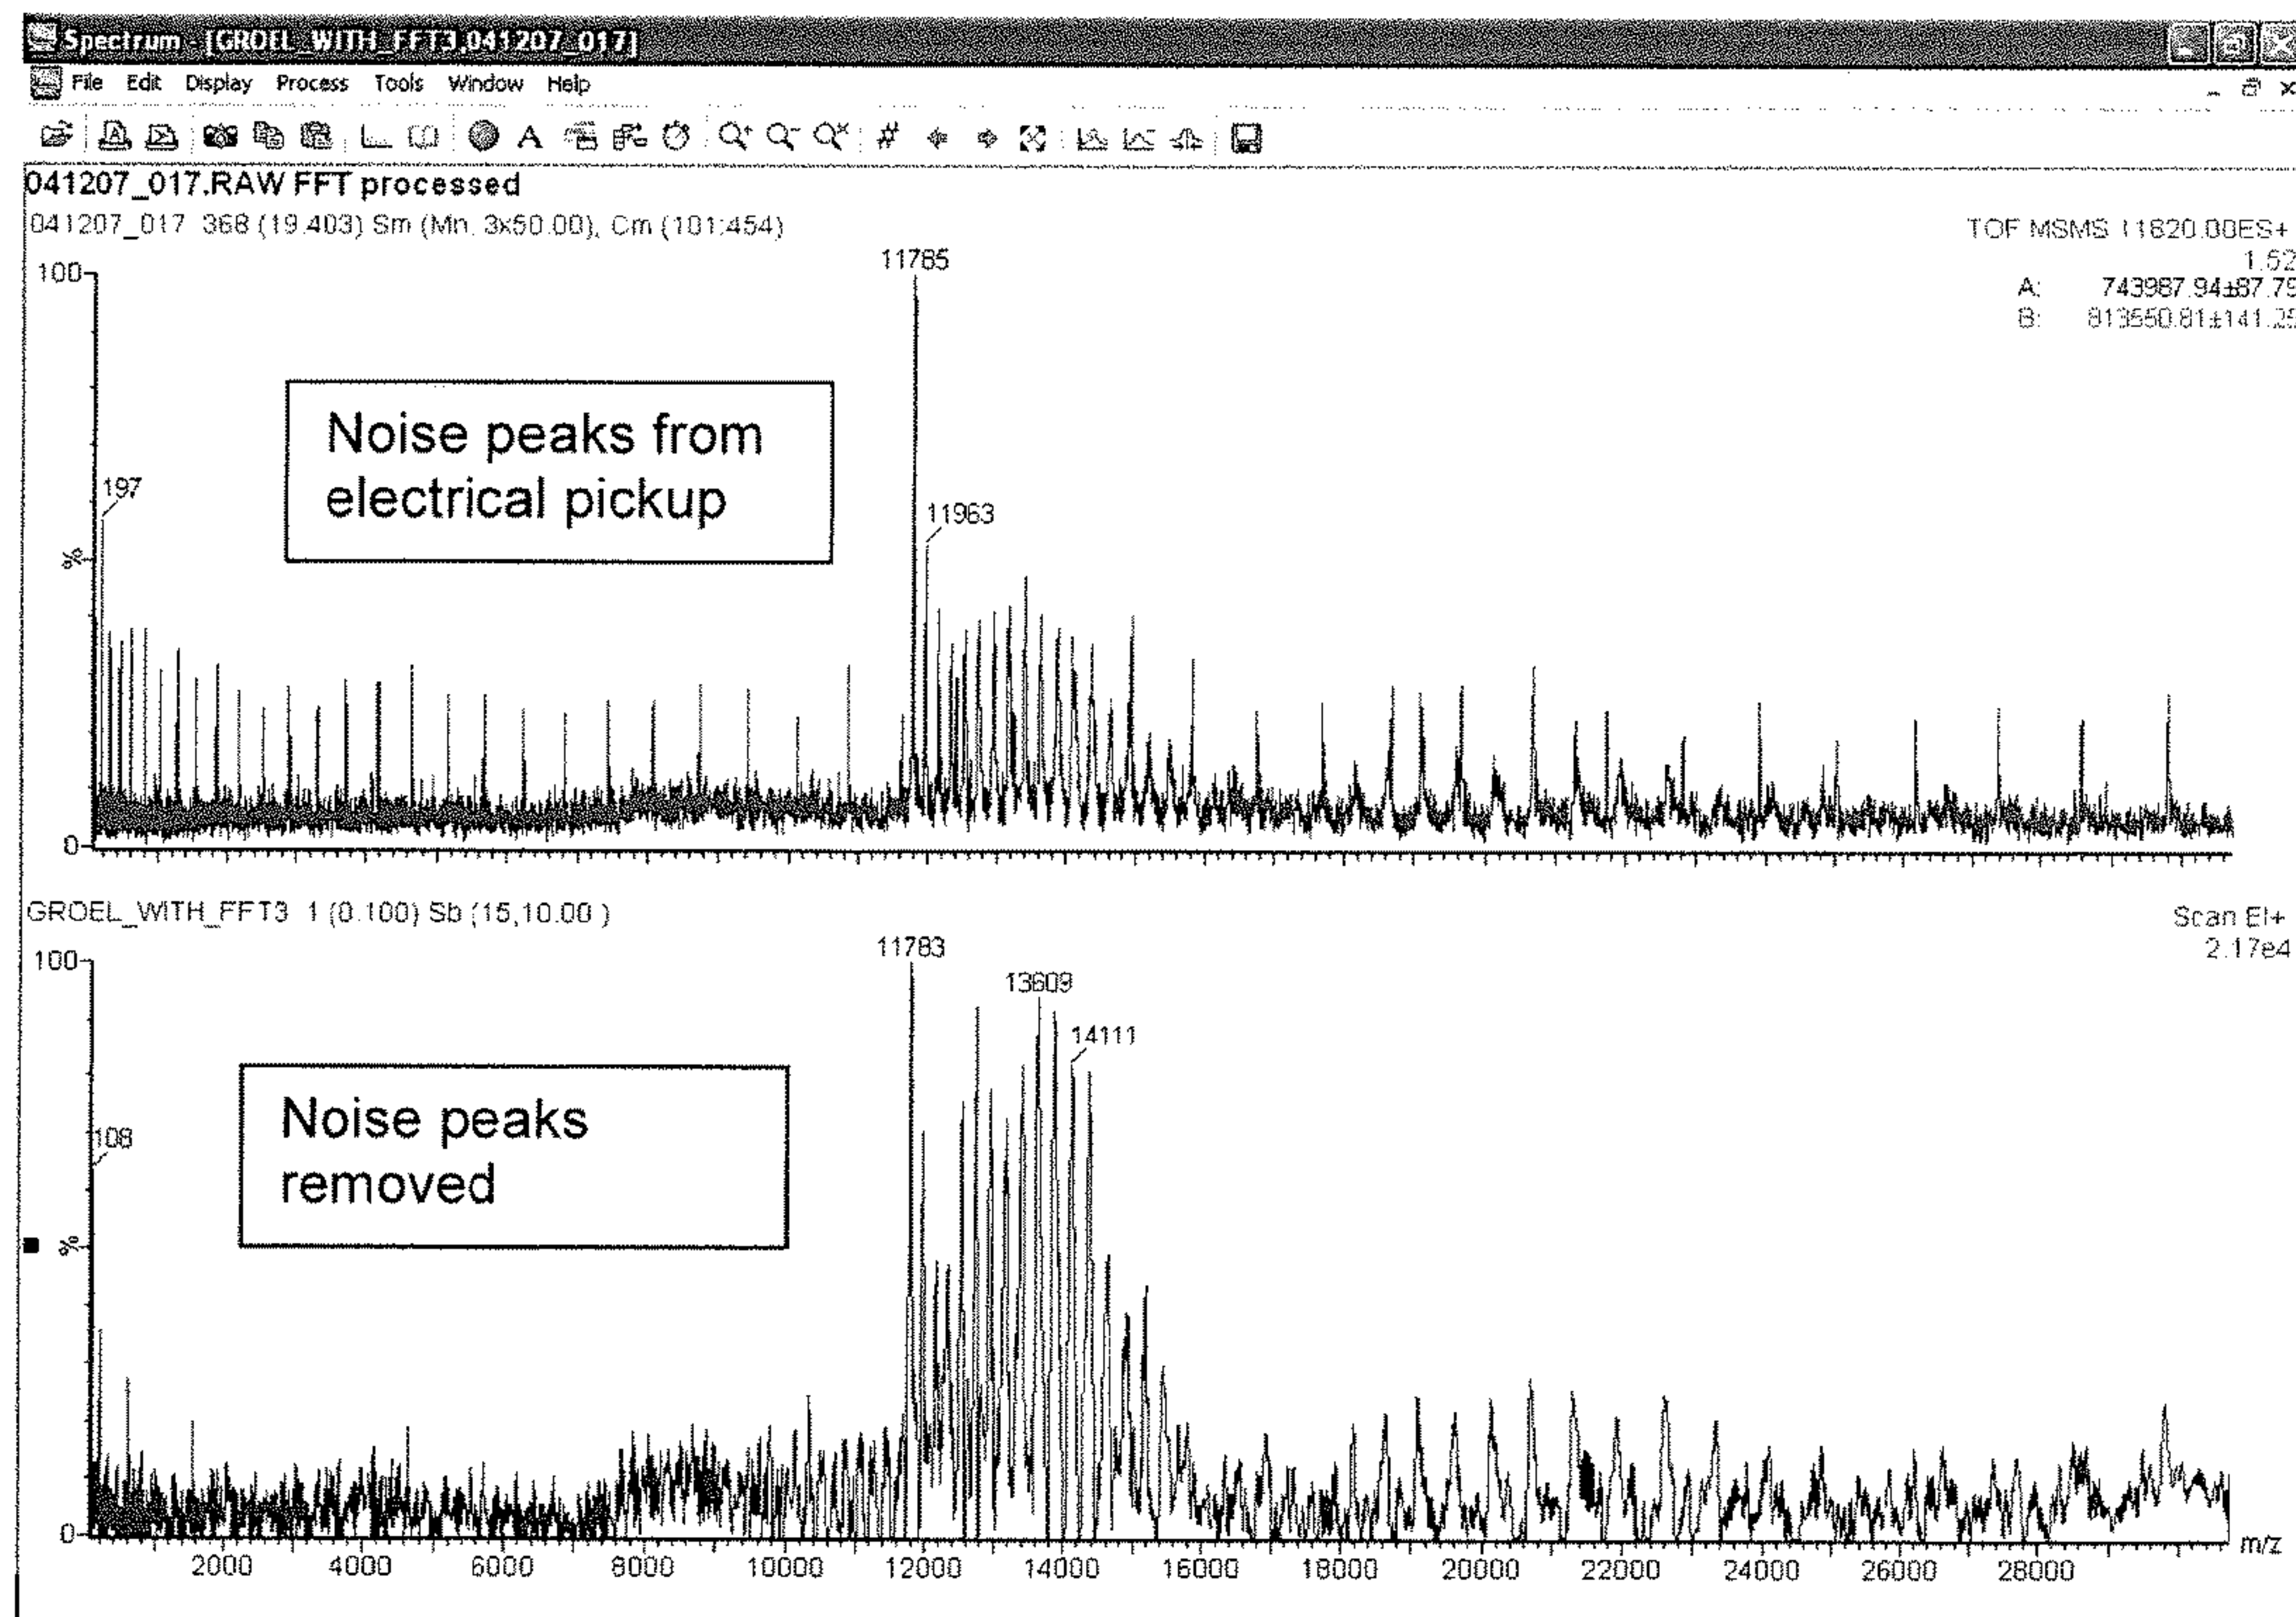 Spectrum - [GROEL_WITH_FFT3,041207_017]
File Edit Display Process Tools Window Help
041207_017.RAW FFT processed
041207_017 368 (19.403) Sm (Mn, 3x50.00), Cm (101:454)
TOF MSMS 11820.00ES+
1.52
A: 743987.94±87.79
B: 813550.81±141.25
100
11785
Noise peaks from
electrical pickup
197
11963
%
0
GROEL_WITH_FFT3 1 (0.100) Sb (15,10.00 )
Scan EI+
2.17e4
100
11783
13609
14111
Noise peaks
removed
108
%
0
m/z
2000 4000 6000 8000 10000 12000 14000 16000 18000 20000 22000 24000 26000 28000